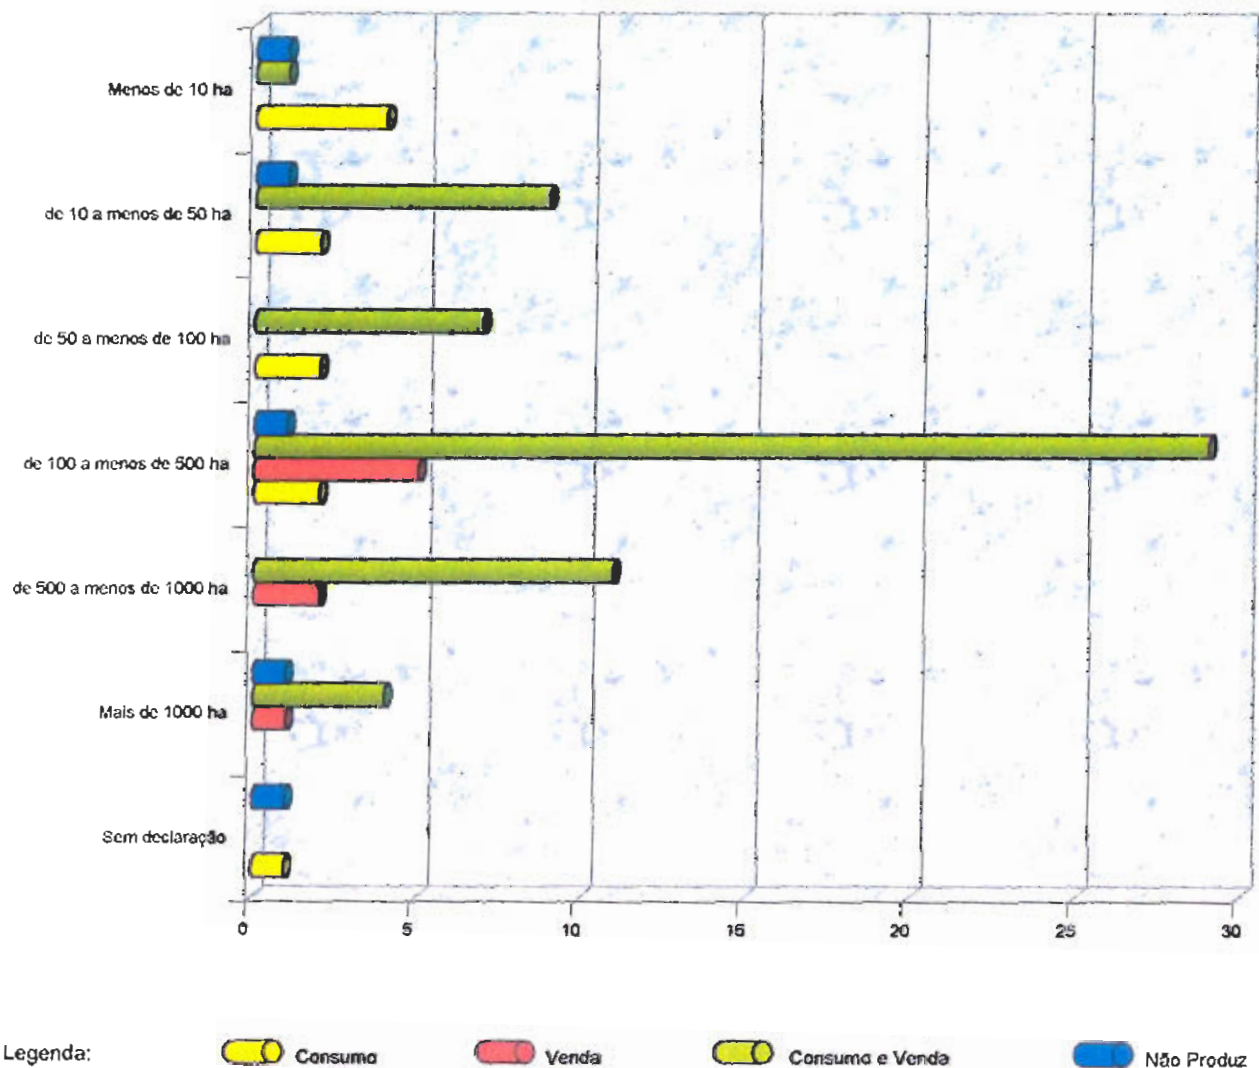 Menos de 10 ha
de 10 a menos de 50 ha
de 50 a menos de 100 ha
de 100 a menos de 500 ha
de 500 a menos de 1000 ha
Mais de 1000 ha
Sem declaração
0 5 10 15 20 25 30
Legenda: Consumo Venda Consumo e Venda Não Produz